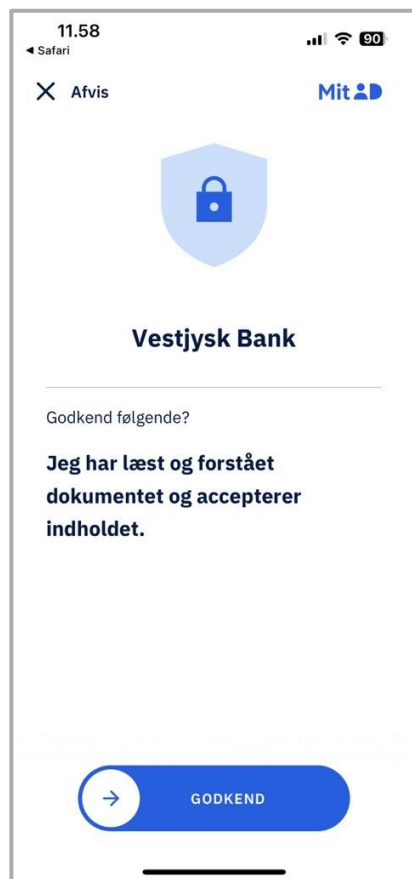 11.58
◀ Safari
90
Afvis
MitID
Vestjysk Bank
Godkend følgende?
Jeg har læst og forstået
dokumentet og accepterer
indholdet.
GODKEND